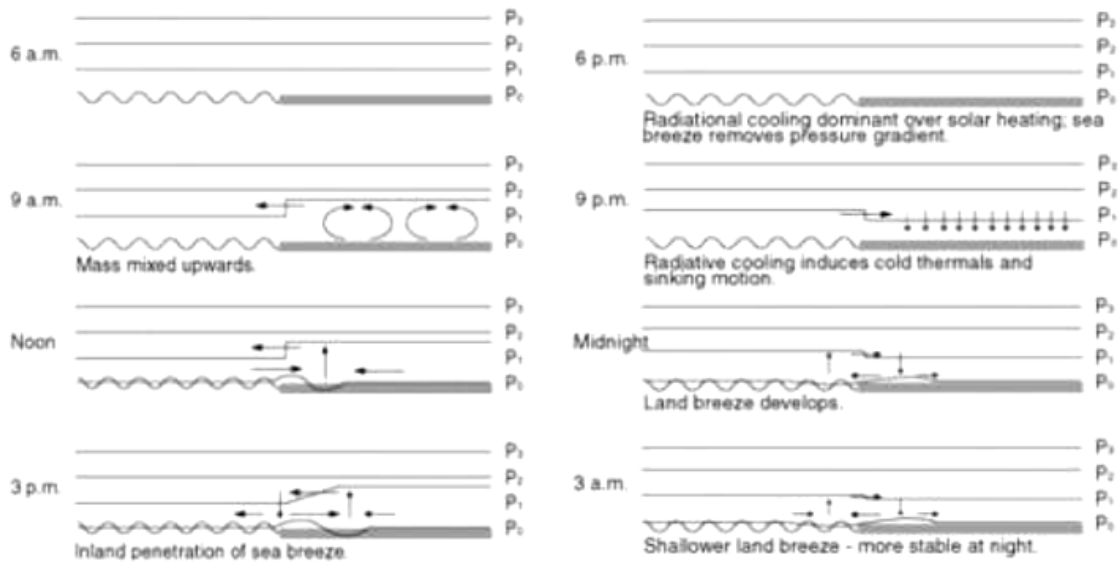 6 a.m.
P₃
P₂
P₁
P₀
9 a.m.
P₃
P₂
P₁
P₀
Mass mixed upwards.
Noon
P₃
P₂
P₁
P₀
3 p.m.
P₃
P₂
P₁
P₀
Inland penetration of sea breeze.
6 p.m.
P₃
P₂
P₁
P₀
Radiational cooling dominant over solar heating; sea
breeze removes pressure gradient.
9 p.m.
P₃
P₂
P₁
P₀
Radiative cooling induces cold thermals and
sinking motion.
Midnight
P₃
P₂
P₁
P₀
Land breeze develops.
3 a.m.
P₃
P₂
P₁
P₀
Shallower land breeze - more stable at night.